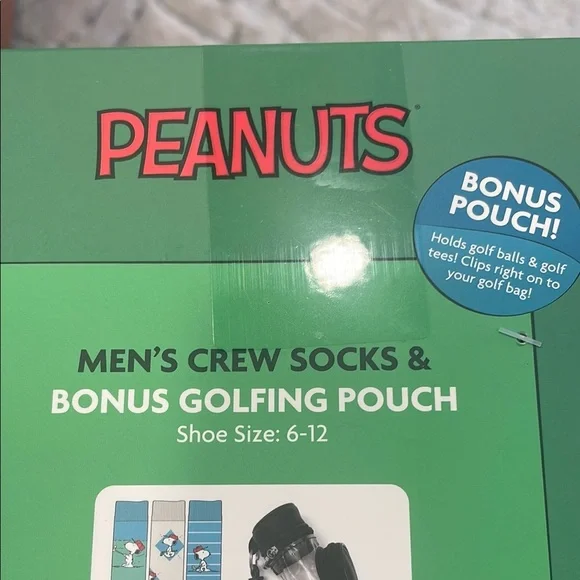 PEANUTS
BONUS
POUCH!
Holds golf balls & golf
tees! Clips right on to
your golf bag!
MEN'S CREW SOCKS &
BONUS GOLFING POUCH
Shoe Size: 6-12